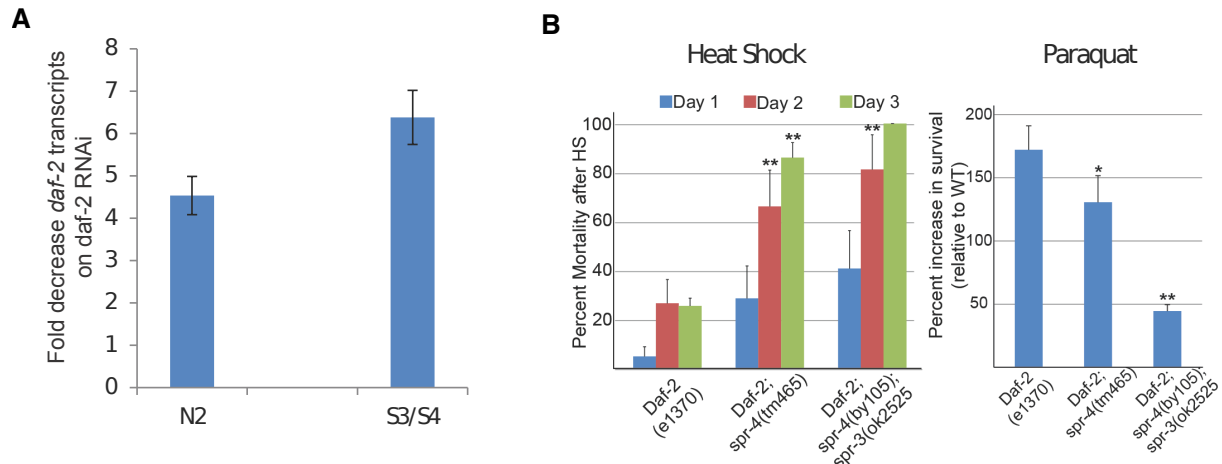 A
Fold decrease daf-2 transcripts
on daf-2 RNAi
8
7
6
5
4
3
2
1
0
N2
S3/S4
B
Heat Shock
Day 1
Day 2
Day 3
Percent Mortality after HS
100
80
60
40
20
**
**
**
Daf-2
(e1370)
Daf-2;
spr-4(tm465)
Daf-2;
spr-4(by105);
spr-3(ok2525
Paraquat
Percent increase in survival
(relative to WT)
200
150
100
50
*
**
Daf-2
(e1370)
Daf-2;
spr-4(tm465)
Daf-2;
spr-4(by105);
spr-3(ok2525